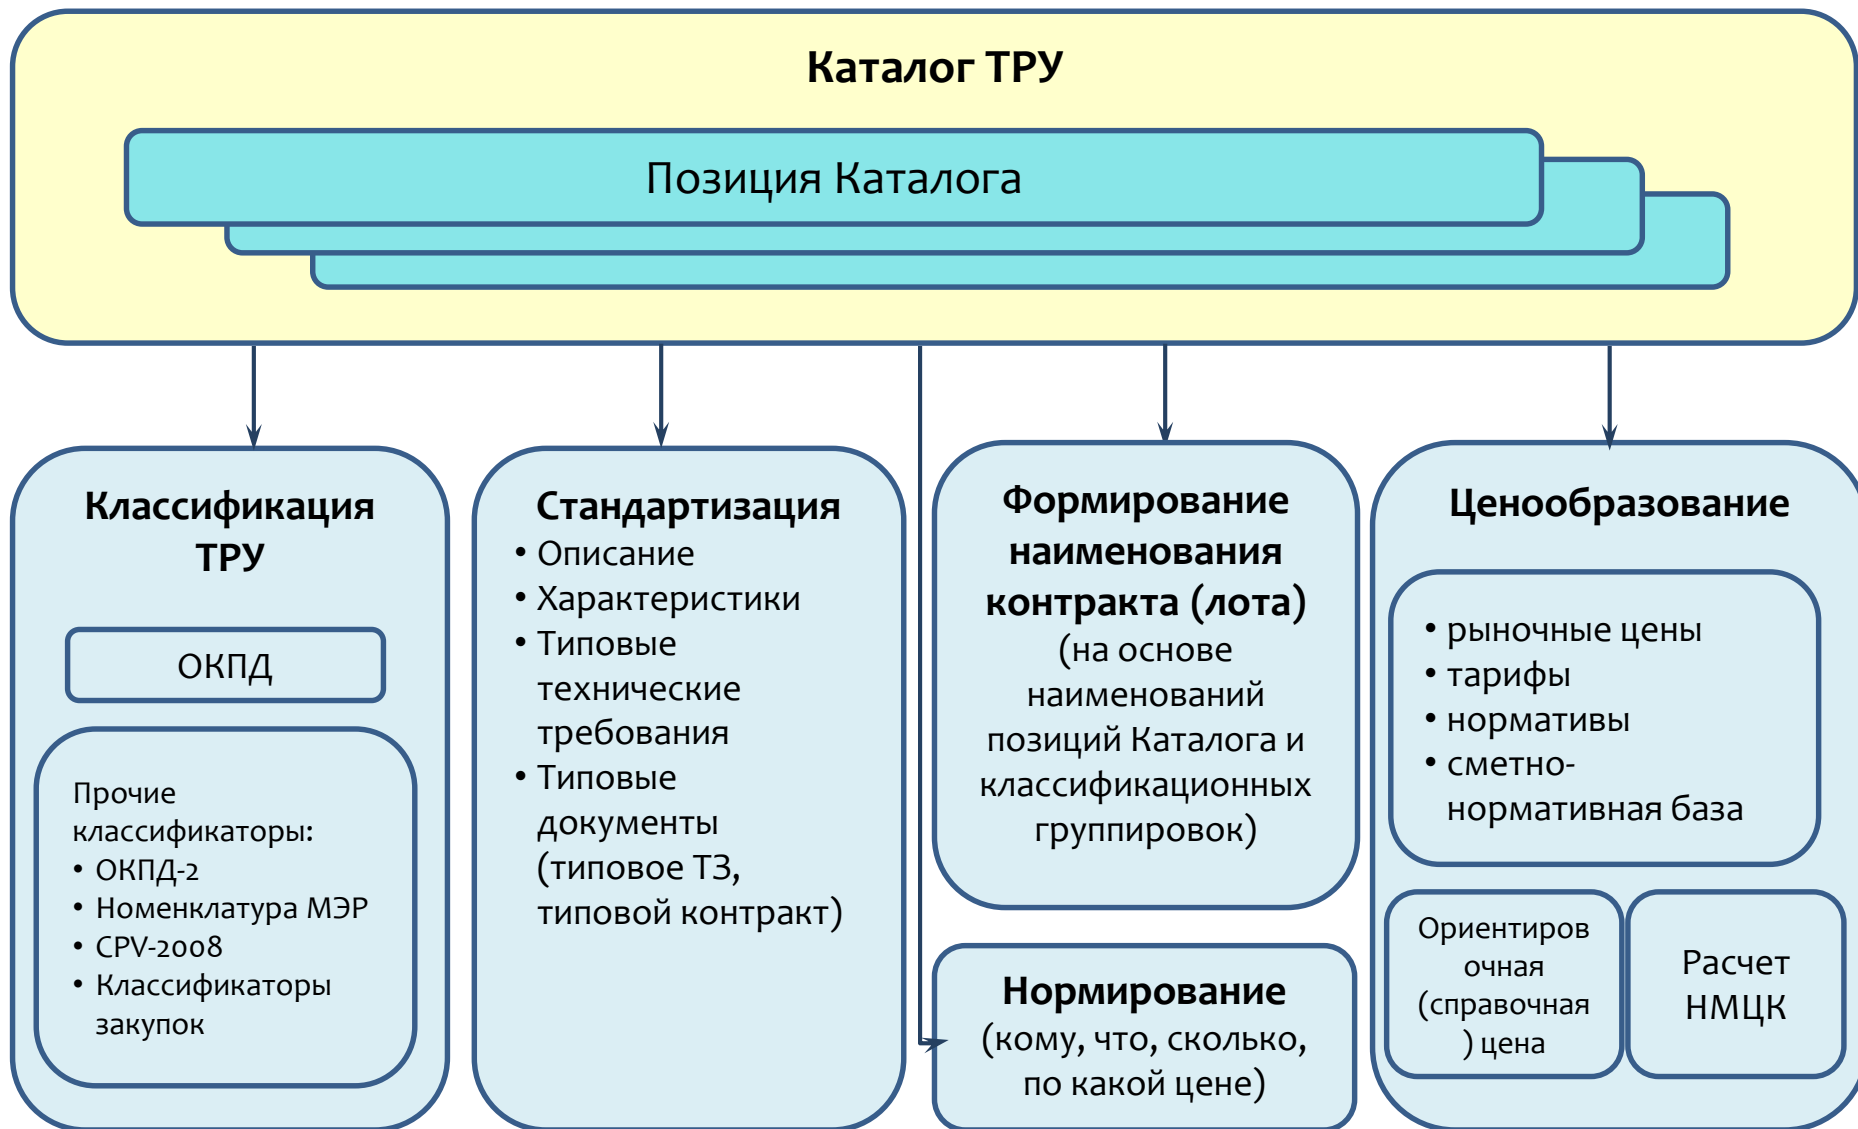 Каталог ТРУ
Позиция Каталога
Классификация
ТРУ
ОКПД
Прочие
классификаторы:
• ОКПД-2
• Номенклатура МЭР
• CPV-2008
• Классификаторы
закупок
Стандартизация
• Описание
• Характеристики
• Типовые
технические
требования
• Типовые
документы
(типовое ТЗ,
типовой контракт)
Формирование
наименования
контракта (лота)
(на основе
наименований
позиций Каталога и
классификационных
группировок)
Нормирование
(кому, что, сколько,
по какой цене)
Ценообразование
• рыночные цены
• тарифы
• нормативы
• сметно-
нормативная база
Ориентиров
очная
(справочная
) цена
Расчет
НМЦК